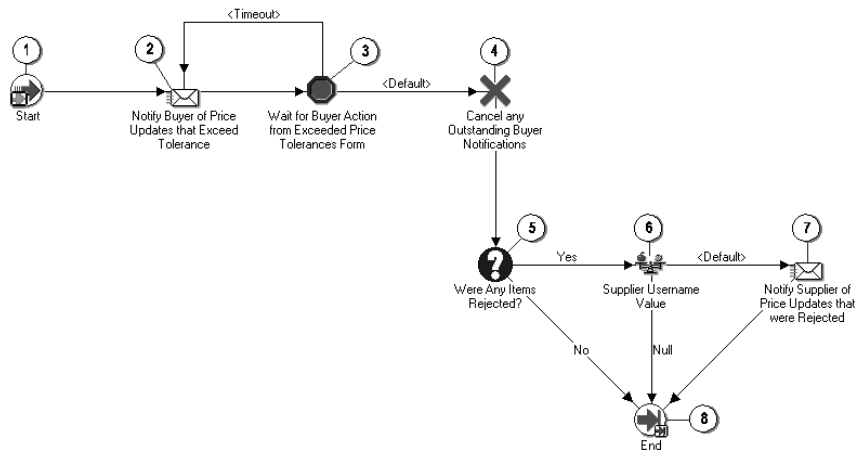 <Timeout>
1
2
3
4
<Default>
Start
Notify Buyer of Price
Updates that Exceed
Tolerance
Wait for Buyer Action
from Exceeded Price
Tolerances Form
Cancel any
Outstanding Buyer
Notifications
5
6
7
Yes
<Default>
Were Any Items
Rejected?
Supplier Username
Value
Notify Supplier of
Price Updates that
were Rejected
No
Null
8
End